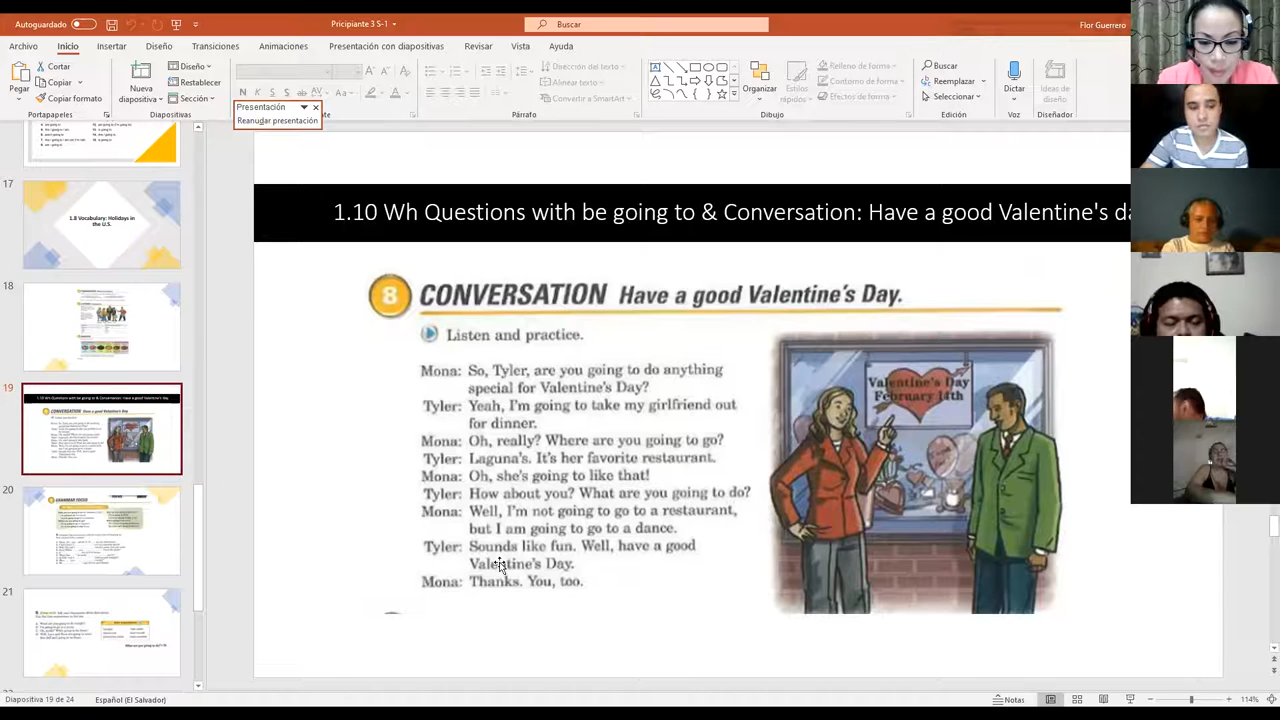 Autoguardado
Pricipiante 3 S-1
Buscar
Flor Guerrero
Archivo Inicio Insertar Diseño Transiciones Animaciones Presentación con diapositivas Revisar Vista Ayuda
Pegar
Cortar
Copiar
Copiar formato
Portapapeles
Nueva
diapositiva
Diseño
Restablecer
Sección
Diapositivas
Presentación
Reanudar presentación
Dirección del texto
Alinear texto
Convertir a SmartArt
Párrafo
Organizar
Estilos
rápidos
Relleno de forma
Contorno de forma
Efectos de forma
Dibujo
Buscar
Reemplazar
Seleccionar
Edición
Dictar
Voz
Ideas de
diseño
Diseñador
17
1.8 Vocabulary: Holidays in
the U.S.
18
19
20
21
1.10 Wh Questions with be going to & Conversation: Have a good Valentine's da
8 CONVERSATION Have a good Valentine's Day.
Listen and practice.
Mona: So, Tyler, are you going to do anything
special for Valentine's Day?
Tyler: Yeah, I'm going to take my girlfriend out
for dinner.
Mona: Oh, really? Where are you going to go?
Tyler: Laguna's. It's her favorite restaurant.
Mona: Oh, she's going to like that!
Tyler: How about you? What are you going to do?
Mona: Well, I'm not going to go to a restaurant,
but I am going to go to a dance.
Tyler: Sounds like fun. Well, have a good
Valentine's Day.
Mona: Thanks. You, too.
Valentine's Day
February 14th
Diapositiva 19 de 24
Español (El Salvador)
Notas
114%